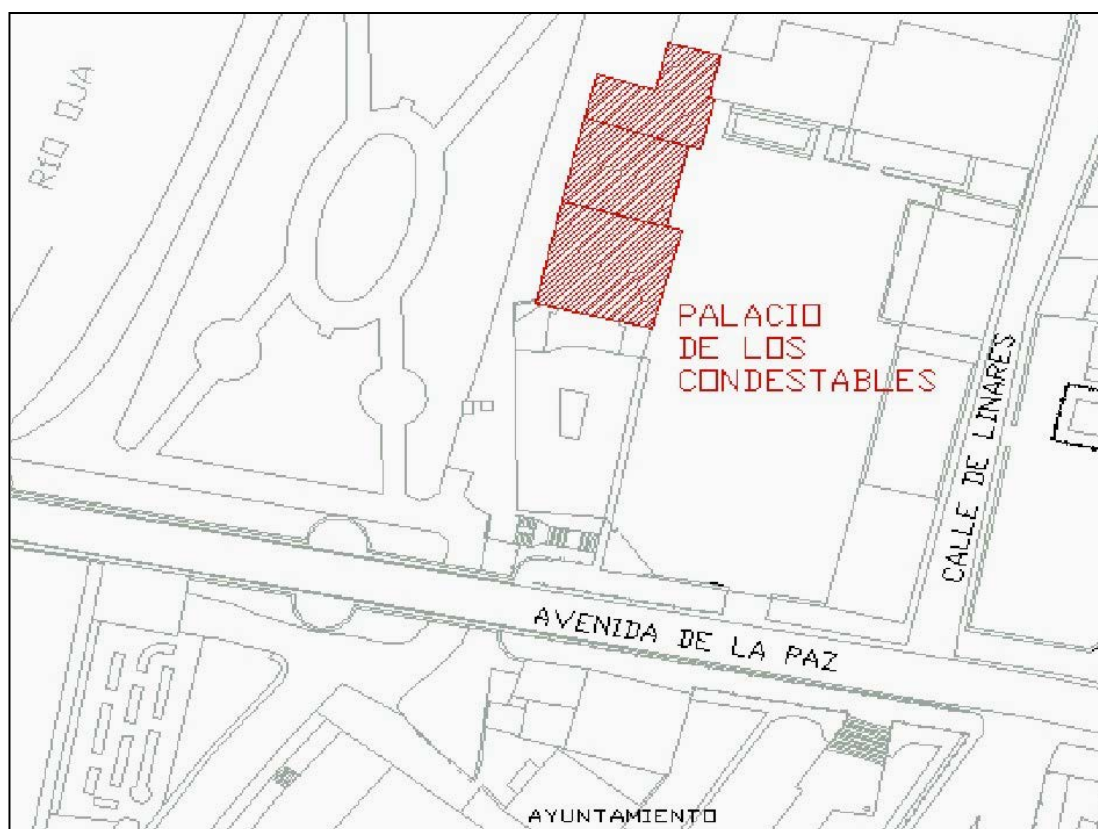 RIO OJA
PALACIO
DE LOS
CONDESTABLES
CALLE DE LINARES
AVENIDA DE LA PAZ
AYUNTAMIENTO